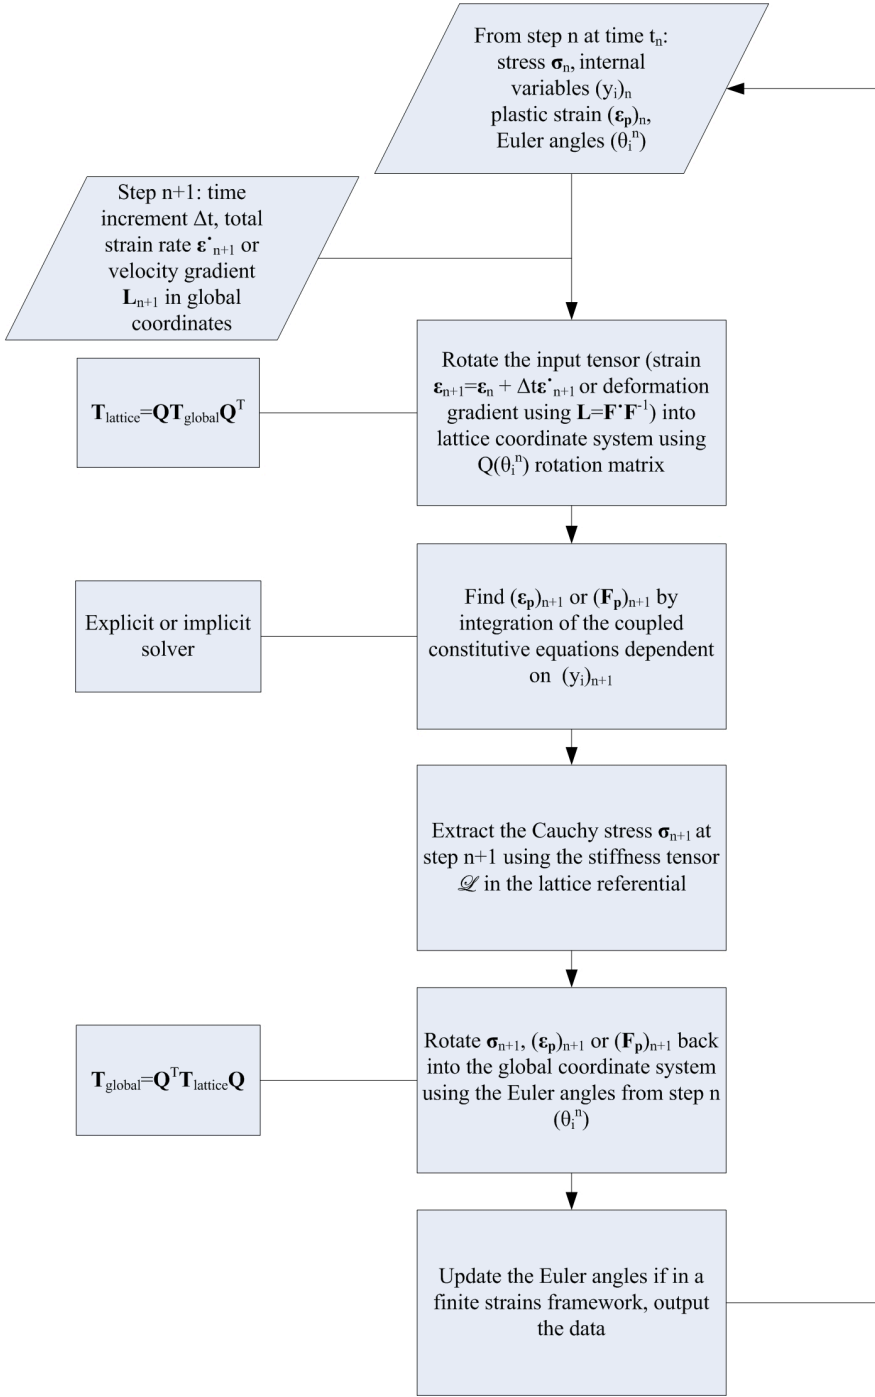 From step n at time tₙ:
stress σₙ, internal
variables (yᵢ)ₙ
plastic strain (εₚ)ₙ,
Euler angles (θᵢⁿ)
Step n+1: time
increment Δt, total
strain rate ε˙ₙ₊₁ or
velocity gradient
Lₙ₊₁ in global
coordinates
Rotate the input tensor (strain
εₙ₊₁=εₙ + Δtε˙ₙ₊₁ or deformation
gradient using L=F˙F⁻¹) into
lattice coordinate system using
Q(θᵢⁿ) rotation matrix
T_lattice=QT_globalQᵀ
Find (εₚ)ₙ₊₁ or (Fₚ)ₙ₊₁ by
integration of the coupled
constitutive equations dependent
on (yᵢ)ₙ₊₁
Explicit or implicit
solver
Extract the Cauchy stress σₙ₊₁ at
step n+1 using the stiffness tensor
ℒ in the lattice referential
Rotate σₙ₊₁, (εₚ)ₙ₊₁ or (Fₚ)ₙ₊₁ back
into the global coordinate system
using the Euler angles from step n
(θᵢⁿ)
T_global=QᵀT_latticeQ
Update the Euler angles if in a
finite strains framework, output
the data